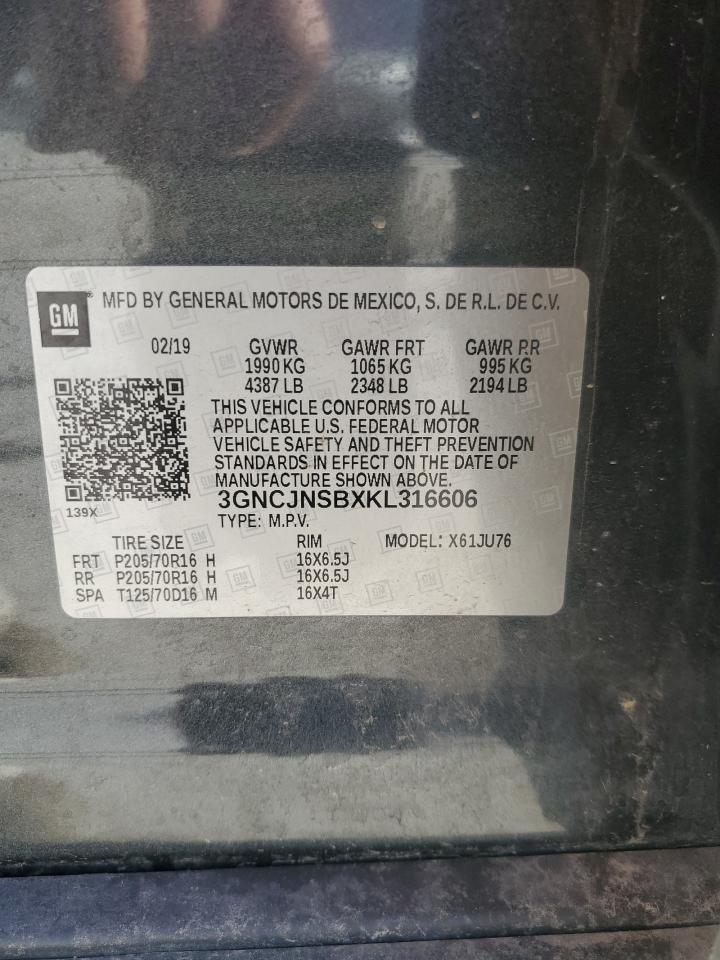 GM MFD BY GENERAL MOTORS DE MEXICO, S. DE R.L. DE C.V.
02/19 GVWR GAWR FRT GAWR RR
1990 KG 1065 KG 995 KG
4387 LB 2348 LB 2194 LB
THIS VEHICLE CONFORMS TO ALL
APPLICABLE U.S. FEDERAL MOTOR
VEHICLE SAFETY AND THEFT PREVENTION
STANDARDS IN EFFECT ON THE DATE OF
MANUFACTURE SHOWN ABOVE.
139X
3GNCJNSBXKL316606
TYPE: M.P.V.
TIRE SIZE RIM MODEL: X61JU76
FRT P205/70R16 H 16X6.5J
RR P205/70R16 H 16X6.5J
SPA T125/70D16 M 16X4T